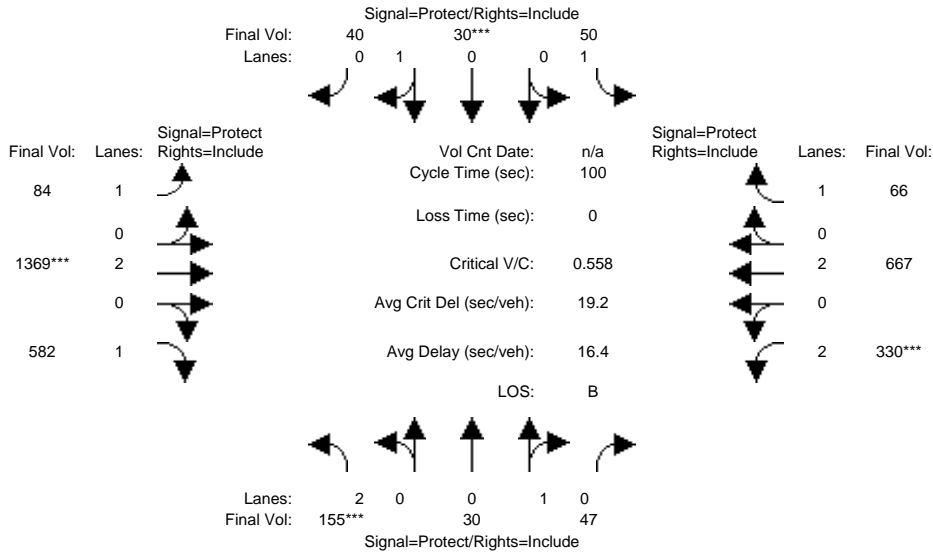 Signal=Protect/Rights=Include
Final Vol: 40 30*** 50
Lanes: 0 1 0 0 1
Signal=Protect
Final Vol: Lanes: Rights=Include
Vol Cnt Date: n/a
Signal=Protect
Rights=Include Lanes: Final Vol:
Cycle Time (sec): 100
84 1
1 66
Loss Time (sec): 0
0
0
1369*** 2
Critical V/C: 0.558
2 667
0
Avg Crit Del (sec/veh): 19.2
0
582 1
Avg Delay (sec/veh): 16.4
2 330***
LOS: B
Lanes: 2 0 0 1 0
Final Vol: 155*** 30 47
Signal=Protect/Rights=Include